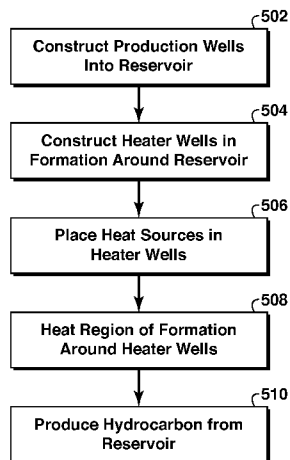 502
Construct Production Wells
Into Reservoir
504
Construct Heater Wells in
Formation Around Reservoir
506
Place Heat Sources in
Heater Wells
508
Heat Region of Formation
Around Heater Wells
510
Produce Hydrocarbon from
Reservoir